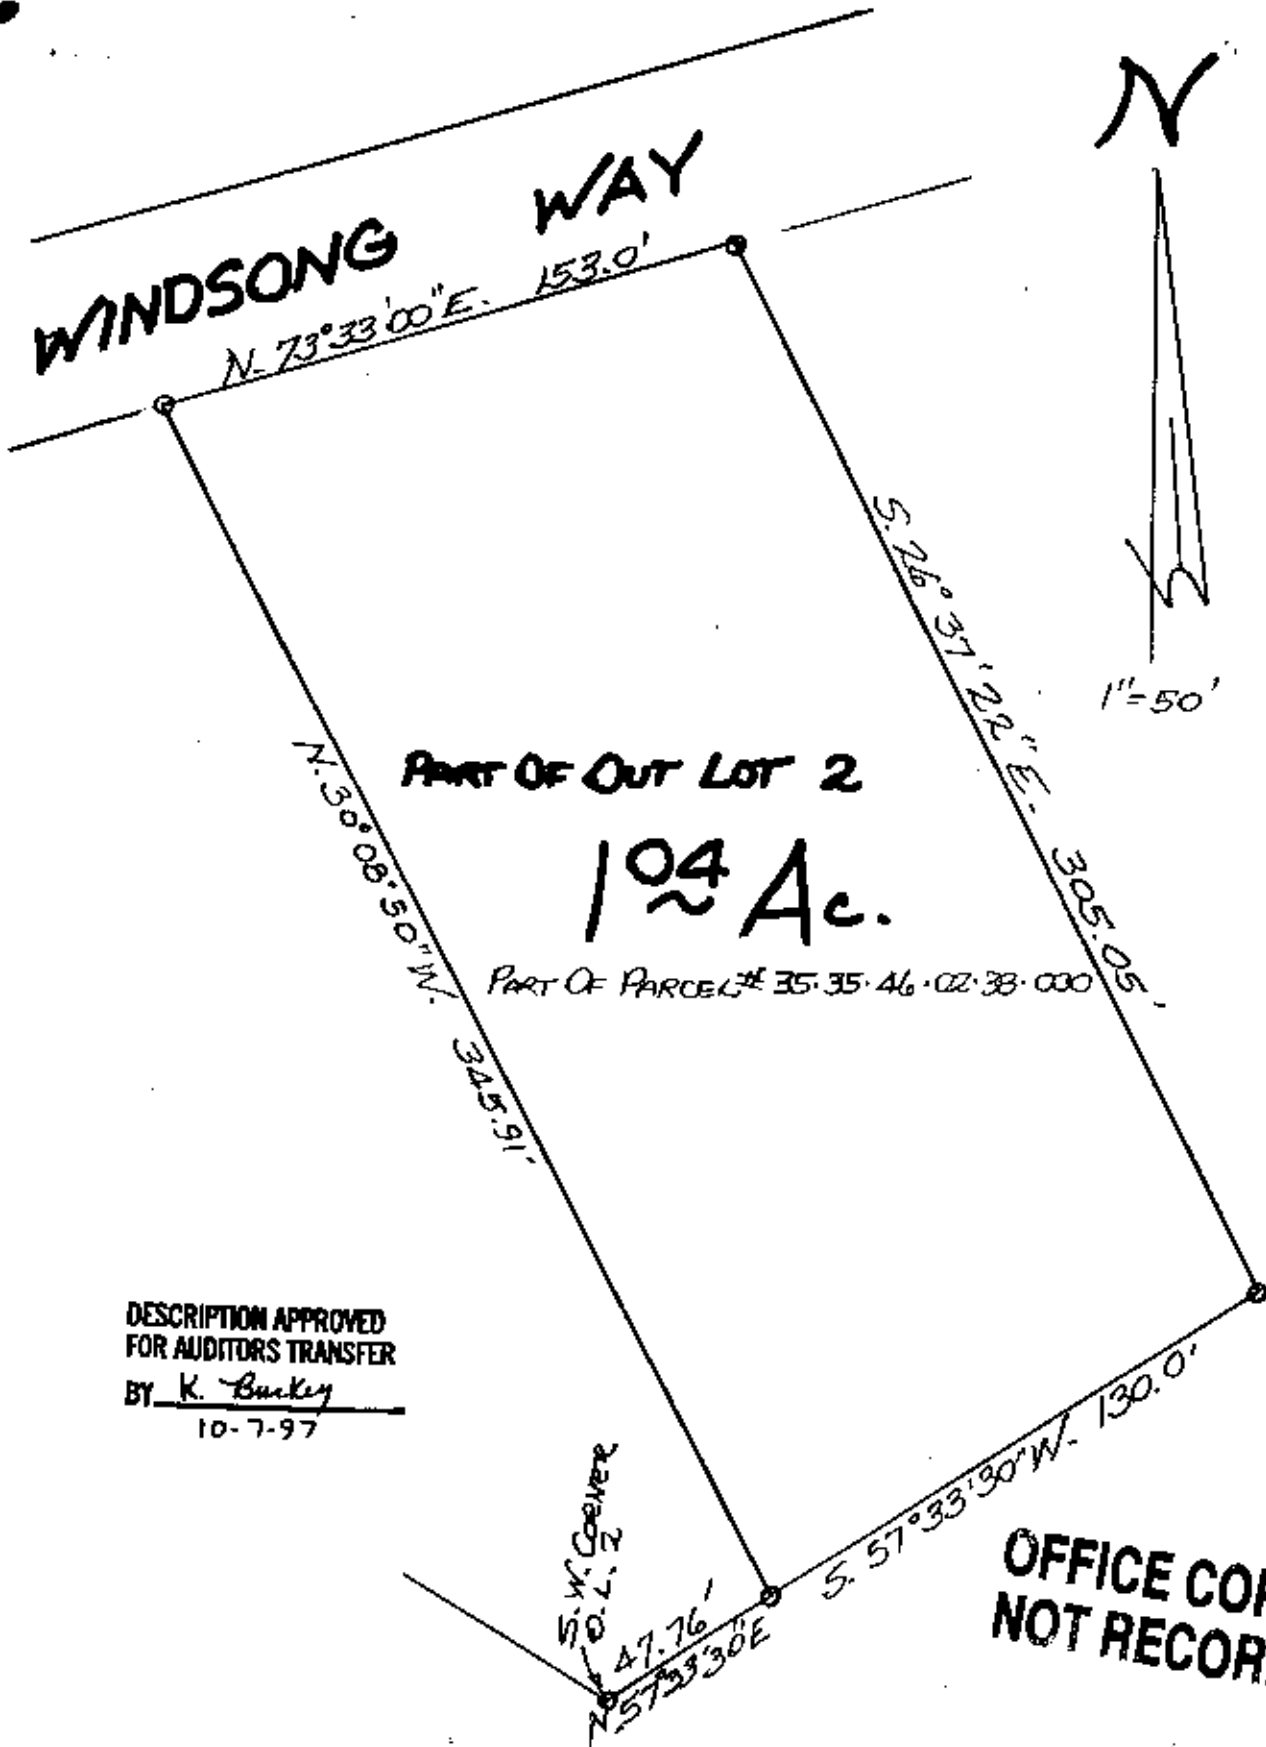 N
WINDSONG WAY
N. 73°33'00"E. 153.0'
S. 26°37'22"E. 305.05'
1"=50'
N. 30°08'50"W. 345.91'
PART OF OUT LOT 2
1 04 Ac.
PART OF PARCEL # 35.35.46.02.38.000
DESCRIPTION APPROVED
FOR AUDITORS TRANSFER
BY K. Burkey
10-7-97
S.W. CORNER
O.L. 2
47.76'
N 57°33'30"E
S. 57°33'30"W. 130.0'
OFFICE COP
NOT RECOR